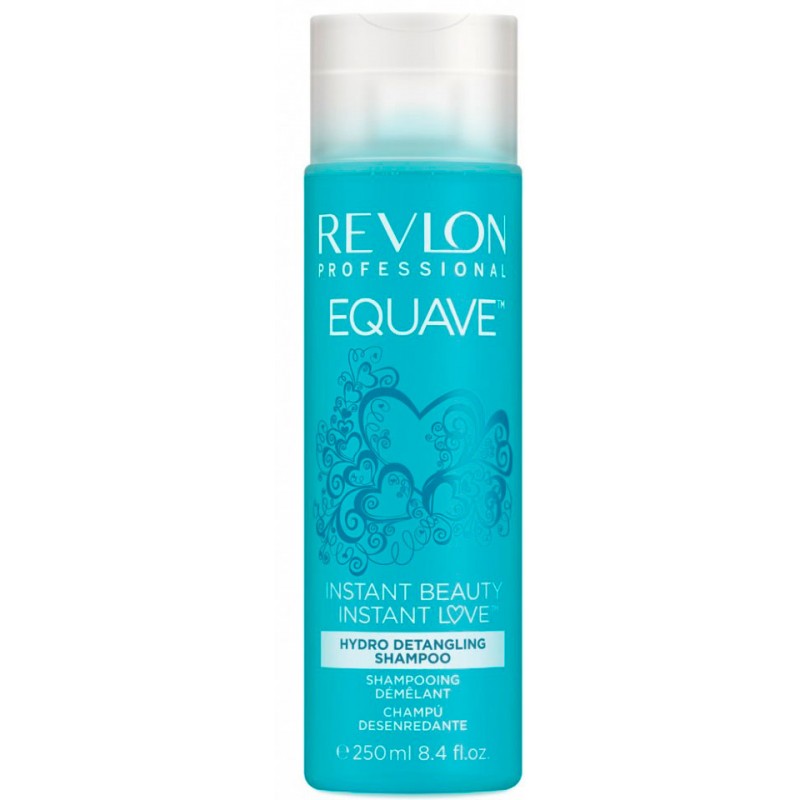 REVLON
PROFESSIONAL
EQUAVE™
INSTANT BEAUTY
INSTANT LOVE™
HYDRO DETANGLING
SHAMPOO
SHAMPOOING
DÉMÊLANT
CHAMPÚ
DESENREDANTE
℮250ml 8.4 fl.oz.